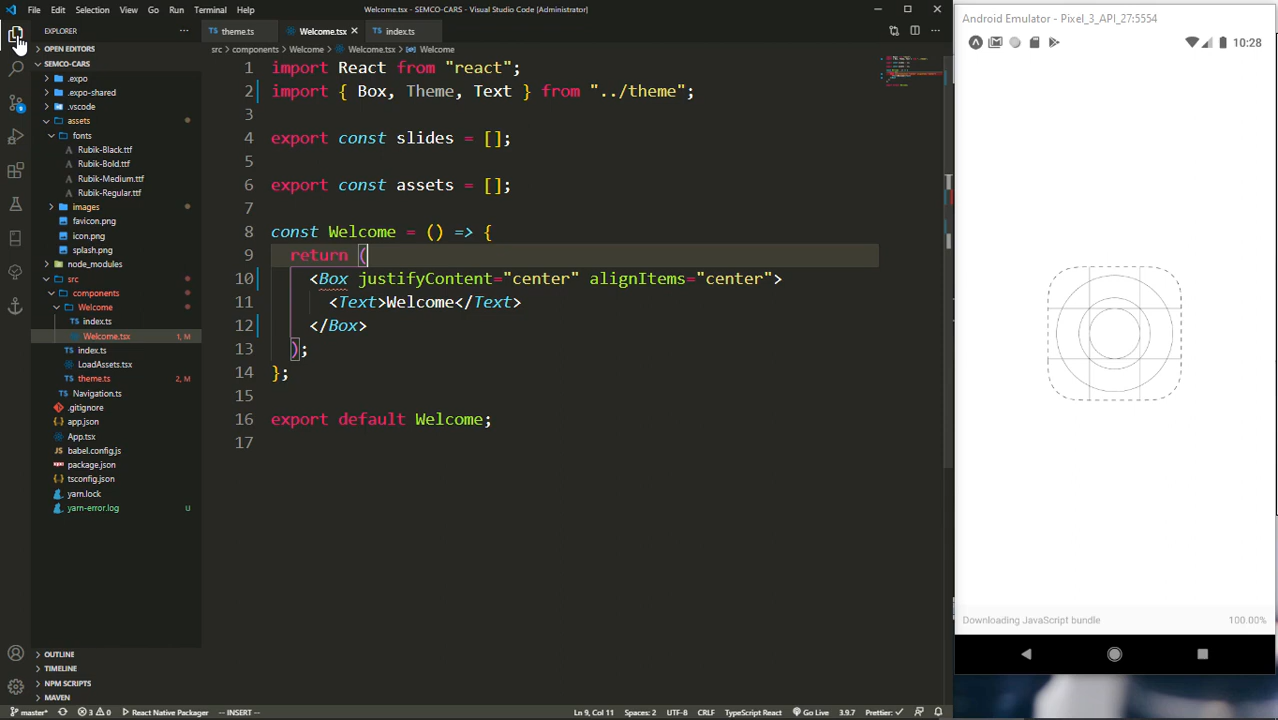 File Edit Selection View Go Run Terminal Help
Welcome.tsx - SEMCO-CARS - Visual Studio Code [Administrator]
EXPLORER
OPEN EDITORS
SEMCO-CARS
.expo
.expo-shared
.vscode
assets
fonts
Rubik-Black.ttf
Rubik-Bold.ttf
Rubik-Medium.ttf
Rubik-Regular.ttf
images
favicon.png
icon.png
splash.png
node_modules
src
components
Welcome
index.ts
Welcome.tsx 1, M
index.ts
LoadAssets.tsx
theme.ts 2, M
Navigation.ts
.gitignore
app.json
App.tsx
babel.config.js
package.json
tsconfig.json
yarn.lock
yarn-error.log U
OUTLINE
TIMELINE
NPM SCRIPTS
MAVEN
theme.ts Welcome.tsx index.ts
src > components > Welcome > Welcome.tsx > Welcome
1 import React from "react";
2 import { Box, Theme, Text } from "../theme";
3
4 export const slides = [];
5
6 export const assets = [];
7
8 const Welcome = () => {
9 return (
10 <Box justifyContent="center" alignItems="center">
11 <Text>Welcome</Text>
12 </Box>
13 );
14 };
15
16 export default Welcome;
17
master* 3 0 React Native Packager -- INSERT -- Ln 9, Col 11 Spaces: 2 UTF-8 CRLF TypeScript React Go Live 3.9.7 Prettier:
Android Emulator - Pixel_3_API_27:5554
10:28
Downloading JavaScript bundle 100.00%